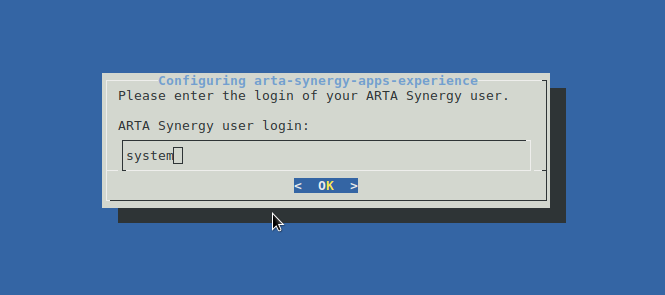 Configuring arta-synergy-apps-experience
Please enter the login of your ARTA Synergy user.
ARTA Synergy user login:
system
<  OK  >